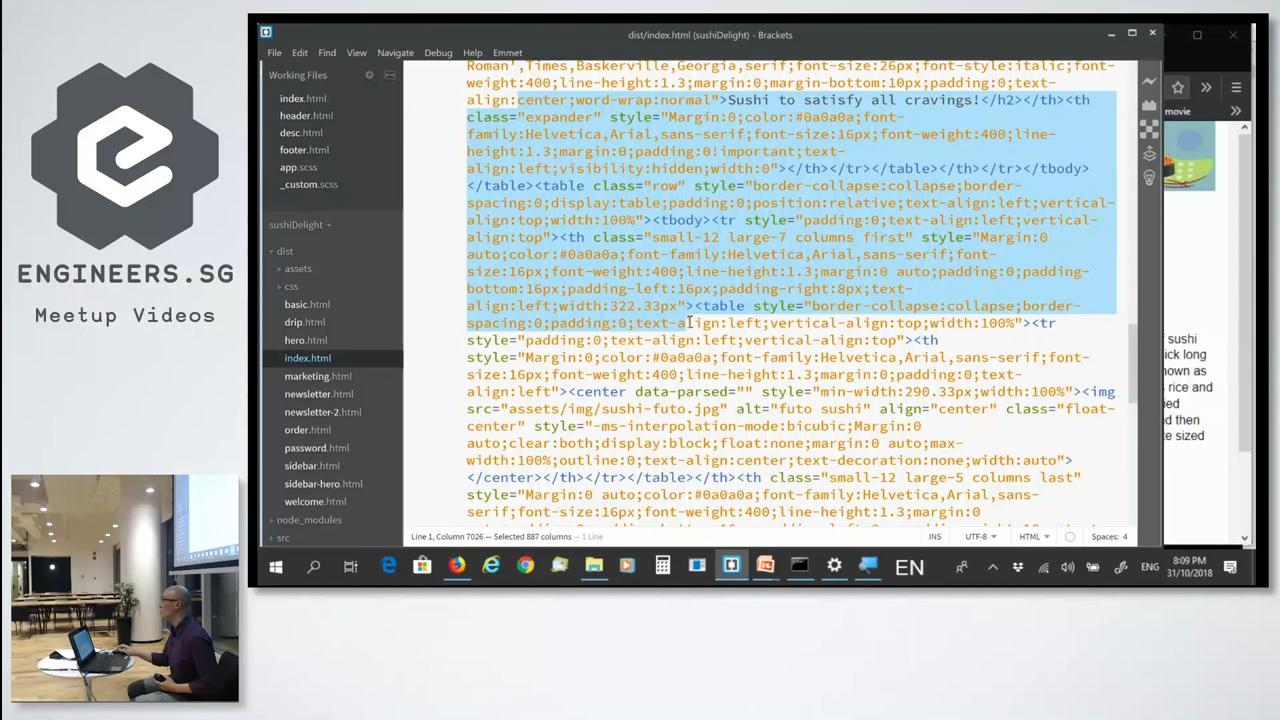 ENGINEERS.SG
Meetup Videos
dist/index.html (sushiDelight) - Brackets
File Edit Find View Navigate Debug Help Emmet
Working Files
index.html
header.html
desc.html
footer.html
app.scss
_custom.scss
sushiDelight
dist
assets
css
basic.html
drip.html
hero.html
index.html
marketing.html
newsletter.html
newsletter-2.html
order.html
password.html
sidebar.html
sidebar-hero.html
welcome.html
node_modules
src
Roman',Times,Baskerville,Georgia,serif;font-size:26px;font-style:italic;font-
weight:400;line-height:1.3;margin:0;margin-bottom:10px;padding:0;text-
align:center;word-wrap:normal">Sushi to satisfy all cravings!</h2></th><th
class="expander" style="Margin:0;color:#0a0a0a;font-
family:Helvetica,Arial,sans-serif;font-size:16px;font-weight:400;line-
height:1.3;margin:0;padding:0!important;text-
align:left;visibility:hidden;width:0"></th></tr></table></th></tr></tbody>
</table><table class="row" style="border-collapse:collapse;border-
spacing:0;display:table;padding:0;position:relative;text-align:left;vertical-
align:top;width:100%"><tbody><tr style="padding:0;text-align:left;vertical-
align:top"><th class="small-12 large-7 columns first" style="Margin:0
auto;color:#0a0a0a;font-family:Helvetica,Arial,sans-serif;font-
size:16px;font-weight:400;line-height:1.3;margin:0 auto;padding:0;padding-
bottom:16px;padding-left:16px;padding-right:8px;text-
align:left;width:322.33px"><table style="border-collapse:collapse;border-
spacing:0;padding:0;text-align:left;vertical-align:top;width:100%"><tr
style="padding:0;text-align:left;vertical-align:top"><th
style="Margin:0;color:#0a0a0a;font-family:Helvetica,Arial,sans-serif;font-
size:16px;font-weight:400;line-height:1.3;margin:0;padding:0;text-
align:left"><center data-parsed="" style="min-width:290.33px;width:100%"><img
src="assets/img/sushi-futo.jpg" alt="futo sushi" align="center" class="float-
center" style="-ms-interpolation-mode:bicubic;Margin:0
auto;clear:both;display:block;float:none;margin:0 auto;max-
width:100%;outline:0;text-align:center;text-decoration:none;width:auto">
</center></th></tr></table></th><th class="small-12 large-5 columns last"
style="Margin:0 auto;color:#0a0a0a;font-family:Helvetica,Arial,sans-
serif;font-size:16px;font-weight:400;line-height:1.3;margin:0
Line 1, Column 7026 — Selected 887 columns — 1 Line
INS UTF-8 HTML Spaces: 4
movie
f sushi
ick long
own as
s rice and
ied
nd then
e sized
EN
ENG
8:09 PM
31/10/2018